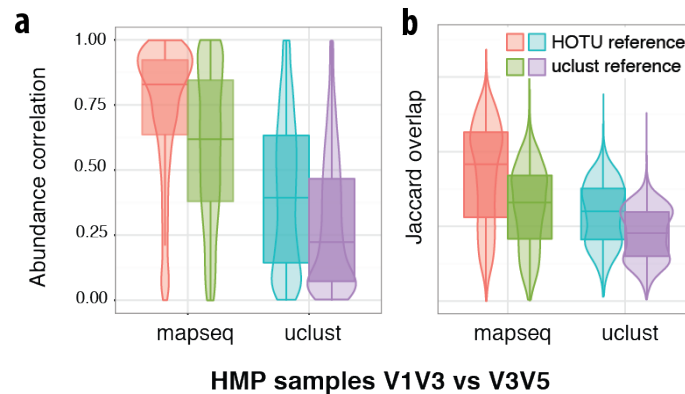 a
Abundance correlation
1.00
0.75
0.50
0.25
0.00
mapseq uclust
b
HOTU reference
uclust reference
Jaccard overlap
mapseq uclust
HMP samples V1V3 vs V3V5